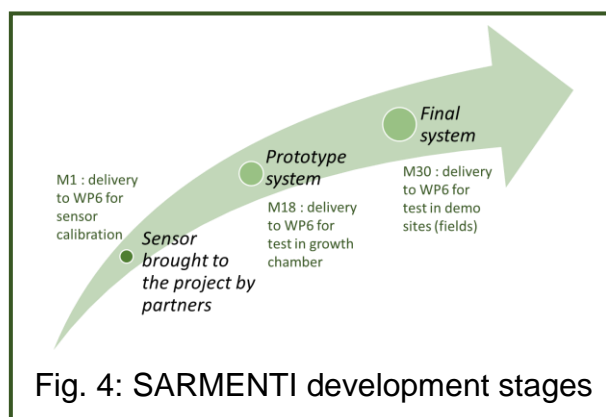 M1 : delivery
to WP6 for
sensor
calibration
Sensor
brought to
the project by
partners
Prototype
system
M18 : delivery
to WP6 for
test in growth
chamber
Final
system
M30 : delivery
to WP6 for
test in demo
sites (fields)
Fig. 4: SARMENTI development stages